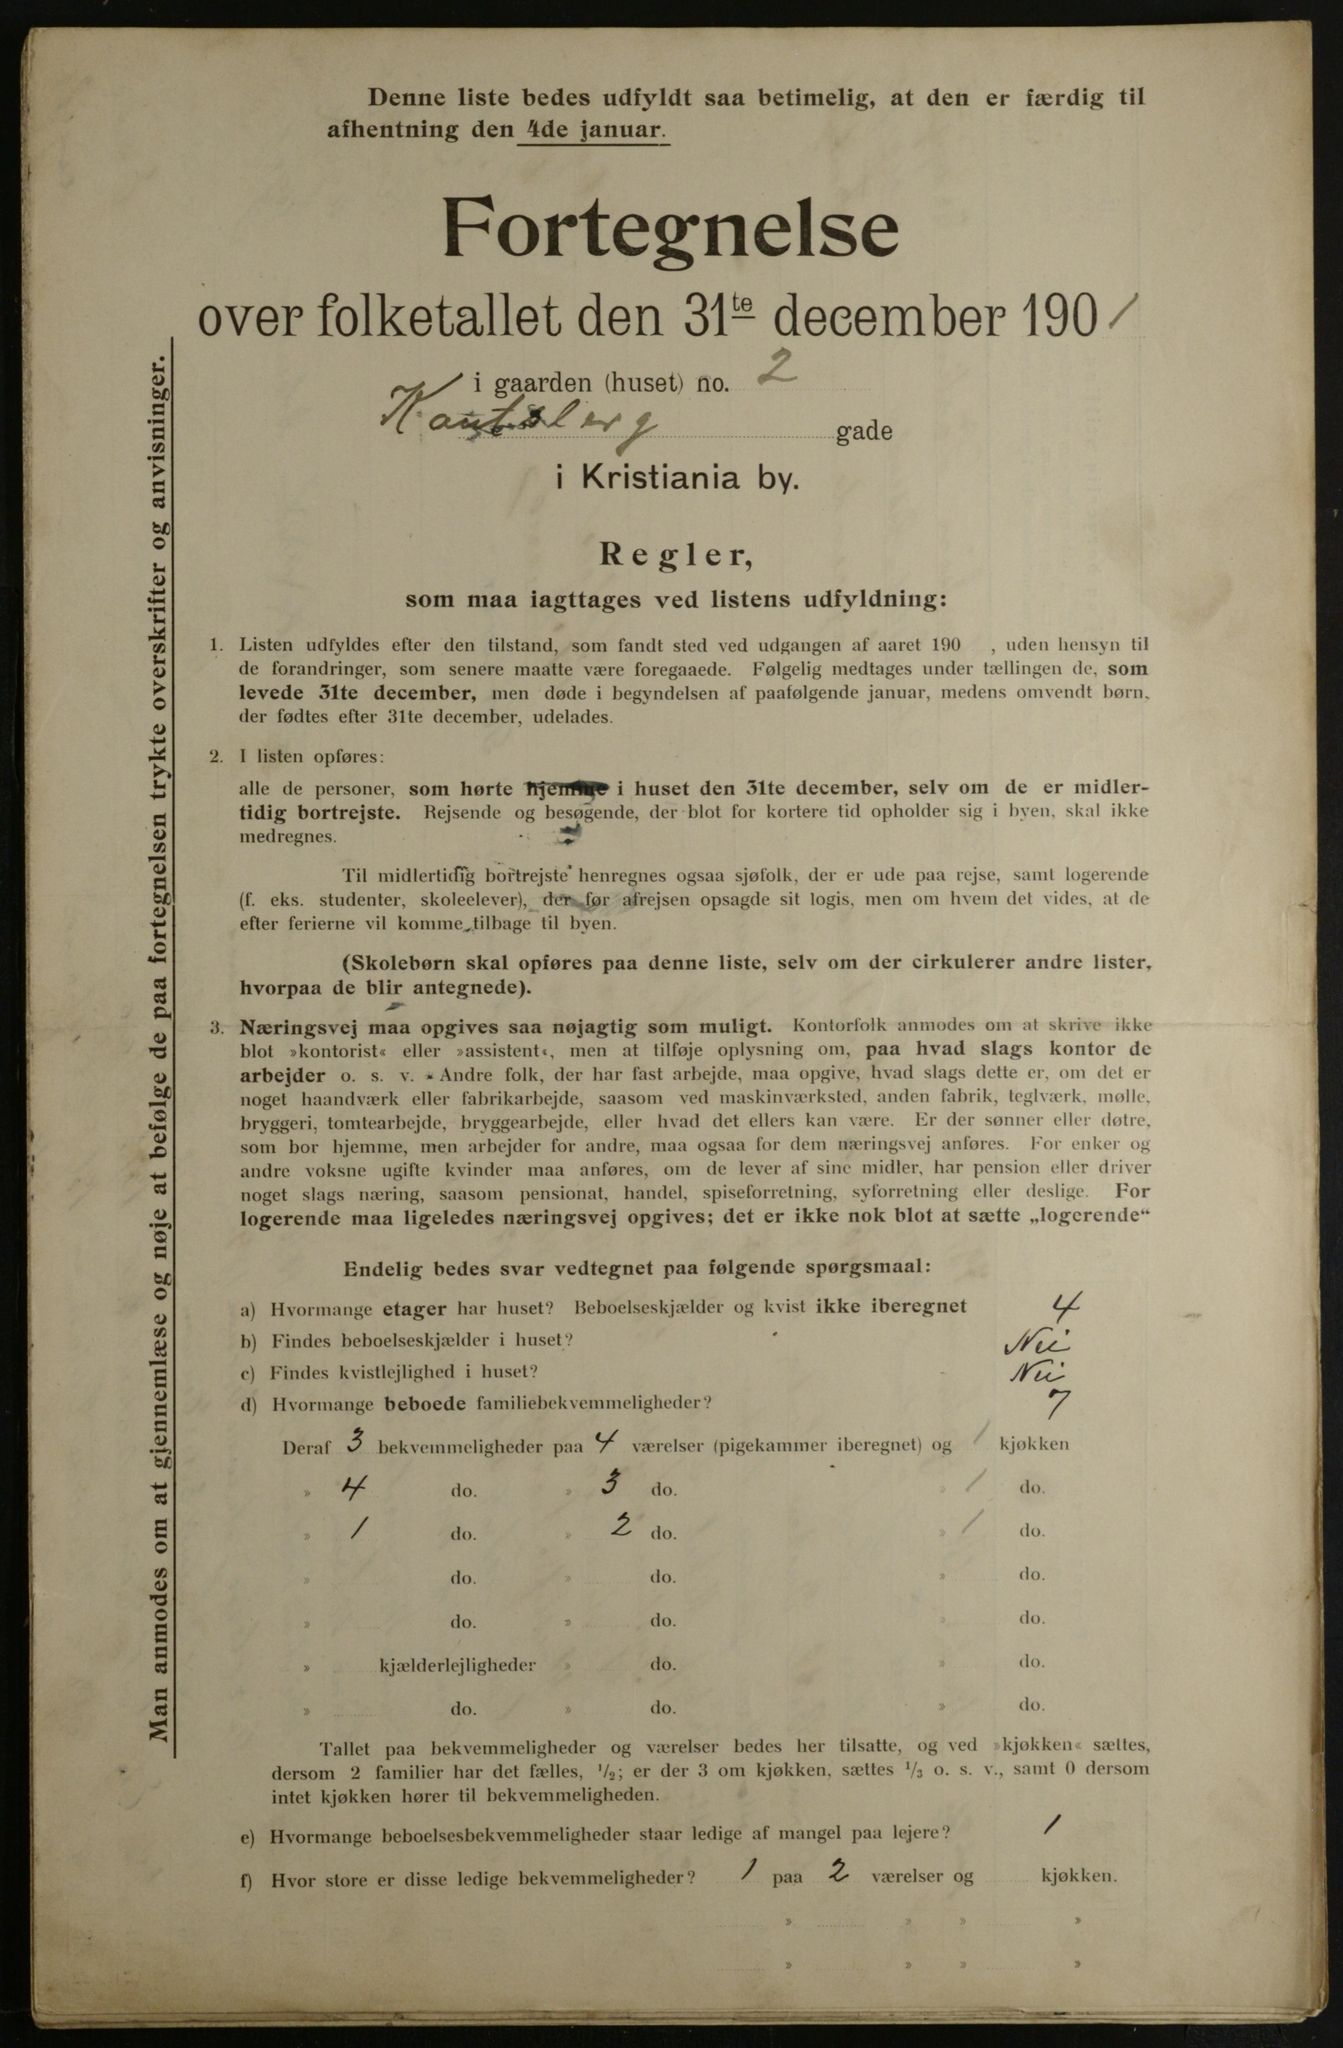 Denne liste bedes udfyldt saa betimelig, at den er færdig til
afhentning den 4de januar.
Fortegnelse
over folketallet den 31te december 1901
i gaarden (huset) no. 2
gade
i Kristiania by.
Regler,
som maa iagttages ved listens udfyldning:
1. Listen udfyldes efter den tilstand, som fandt sted ved udgangen af aaret 190 , uden hensyn til
de forandringer, som senere maatte være foregaaede. Følgelig medtages under tællingen de, som
levede 31te december, men døde i begyndelsen af paafølgende januar, medens omvendt børn,
der fødtes efter 31te december, udelades.
2. I listen opføres:
alle de personer, som hørte hjemme i huset den 31te december, selv om de er midler-
tidig bortrejste. Rejsende og besøgende, der blot for kortere tid opholder sig i byen, skal ikke
medregnes.
Til midlertidig bortrejste henregnes ogsaa sjøfolk, der er ude paa rejse, samt logerende
(f. eks. studenter, skoleelever), der før afrejsen opsagde sit logis, men om hvem det vides, at de
efter ferierne vil komme tilbage til byen.
(Skolebørn skal opføres paa denne liste, selv om der cirkulerer andre lister,
hvorpaa de blir antegnede).
3. Næringsvej maa opgives saa nøjagtig som muligt. Kontorfolk anmodes om at skrive ikke
blot »kontorist« eller »assistent«, men at tilføje oplysning om, paa hvad slags kontor de
arbejder o. s. v. Andre folk, der har fast arbejde, maa opgive, hvad slags dette er, om det er
noget haandværk eller fabrikarbejde, saasom ved maskinværksted, anden fabrik, teglværk, mølle,
bryggeri, tomtearbejde, bryggearbejde, eller hvad det ellers kan være. Er der sønner eller døtre,
som bor hjemme, men arbejder for andre, maa ogsaa for dem næringsvej anføres. For enker og
andre voksne ugifte kvinder maa anføres, om de lever af sine midler, har pension eller driver
noget slags næring, saasom pensionat, handel, spiseforretning, syforretning eller deslige. For
logerende maa ligeledes næringsvej opgives; det er ikke nok blot at sætte „logerende“
Endelig bedes svar vedtegnet paa følgende spørgsmaal:
a) Hvormange etager har huset? Beboelseskjælder og kvist ikke iberegnet 4
b) Findes beboelseskjælder i huset? Nei
c) Findes kvistlejlighed i huset? Nei
d) Hvormange beboede familiebekvemmeligheder? 7
Deraf 3 bekvemmeligheder paa 4 værelser (pigekammer iberegnet) og 1 kjøkken
» 4 do. » 3 do. » 1 do.
» 1 do. » 2 do. » 1 do.
» do. » do. » do.
» do. » do. » do.
» kjælderlejligheder » do. » do.
» do. » do. » do.
Tallet paa bekvemmeligheder og værelser bedes her tilsatte, og ved »kjøkken« sættes,
dersom 2 familier har det fælles, 1/2; er der 3 om kjøkken, sættes 1/3 o. s. v., samt 0 dersom
intet kjøkken hører til bekvemmeligheden.
e) Hvormange beboelsesbekvemmeligheder staar ledige af mangel paa lejere? 1
f) Hvor store er disse ledige bekvemmeligheder? 1 paa 2 værelser og kjøkken.
» » » »
» » » »
Man anmodes om at gjennemlæse og nøje at befølge de paa fortegnelsen trykte overskrifter og anvisninger.